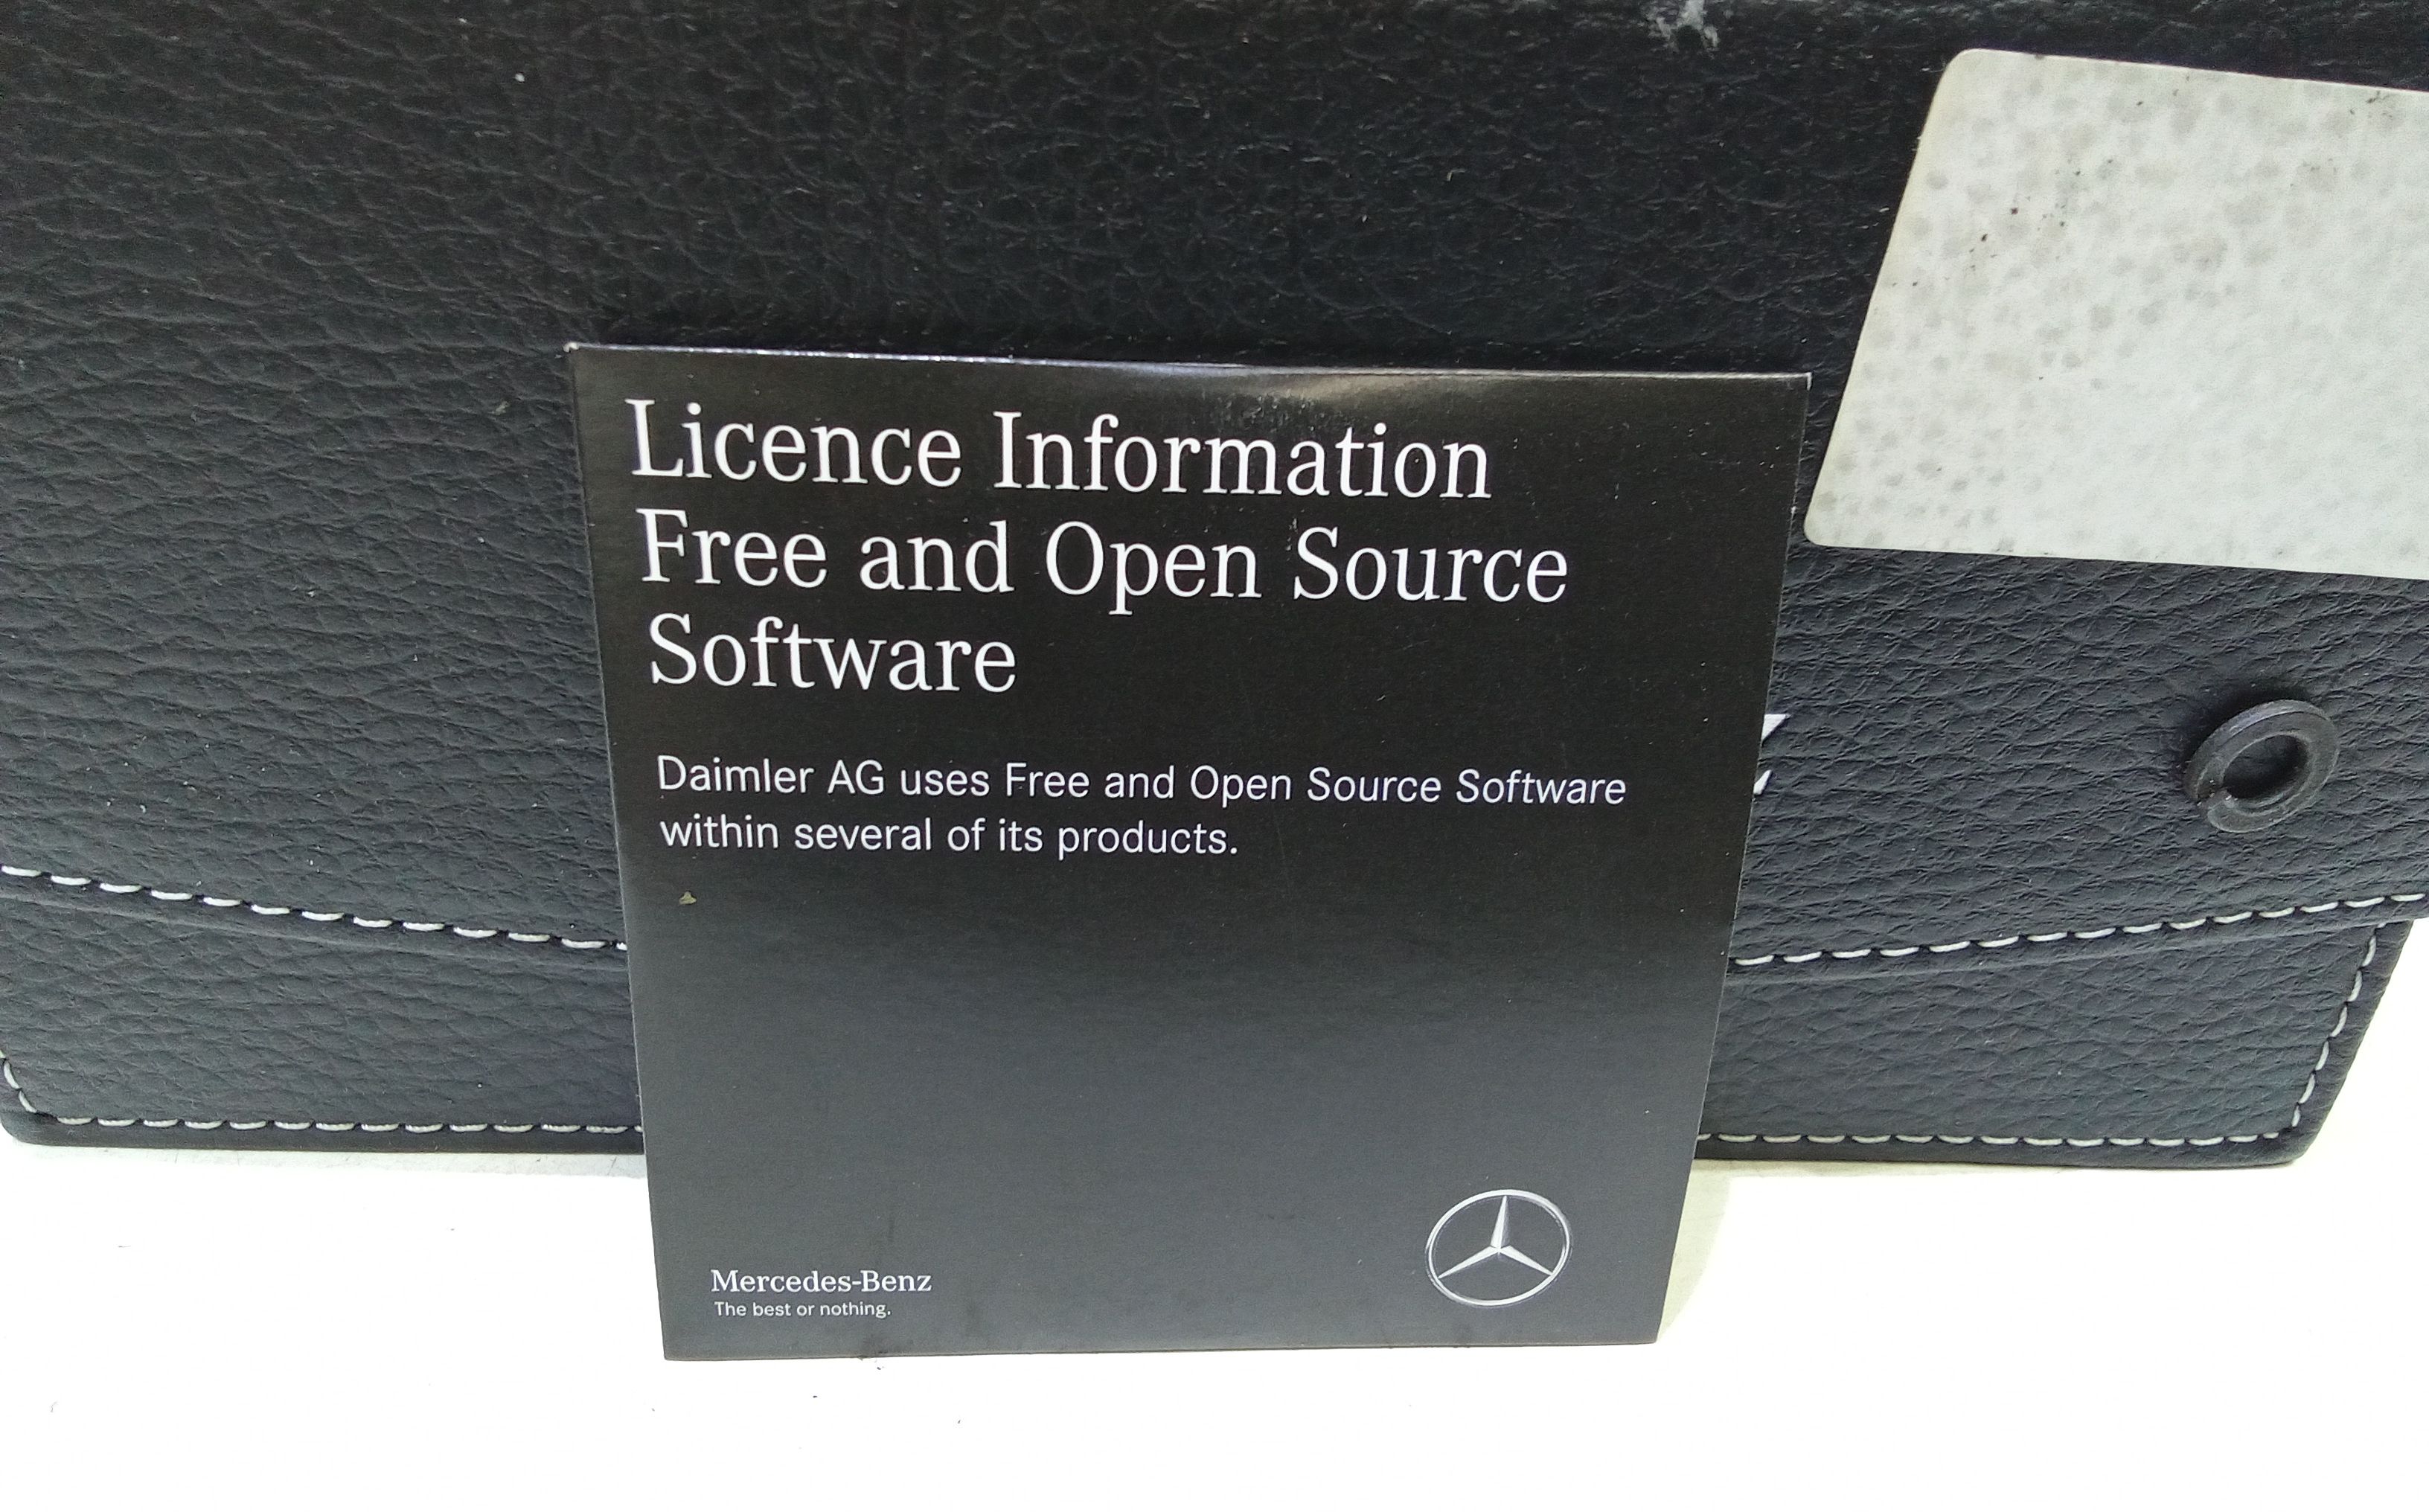 Licence Information
Free and Open Source
Software
Daimler AG uses Free and Open Source Software
within several of its products.
Mercedes-Benz
The best or nothing.